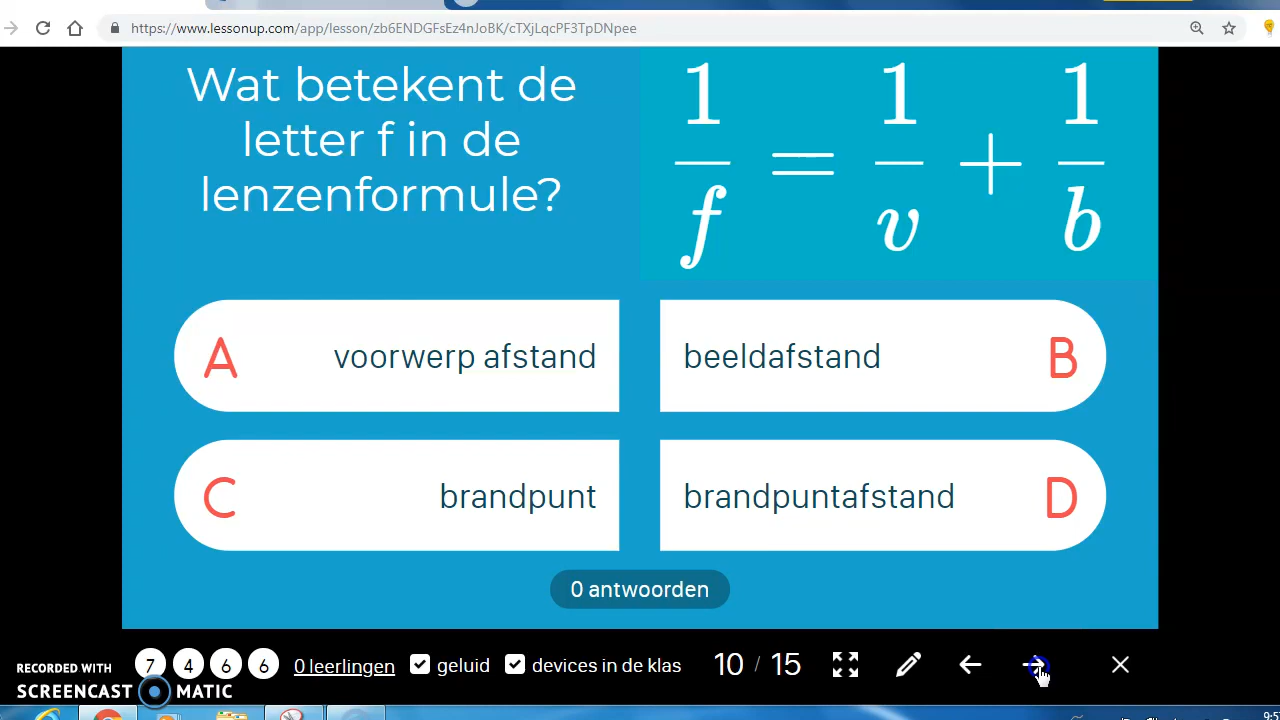 https://www.lessonup.com/app/lesson/zb6ENDGFsEz4nJoBK/cTXjLqcPF3TpDNpee
Wat betekent de
letter f in de
lenzenformule?
1/f = 1/v + 1/b
A voorwerp afstand
beeldafstand B
C brandpunt
brandpuntafstand D
0 antwoorden
RECORDED WITH
SCREENCAST MATIC
7 4 6 6 0 leerlingen geluid devices in de klas 10 / 15